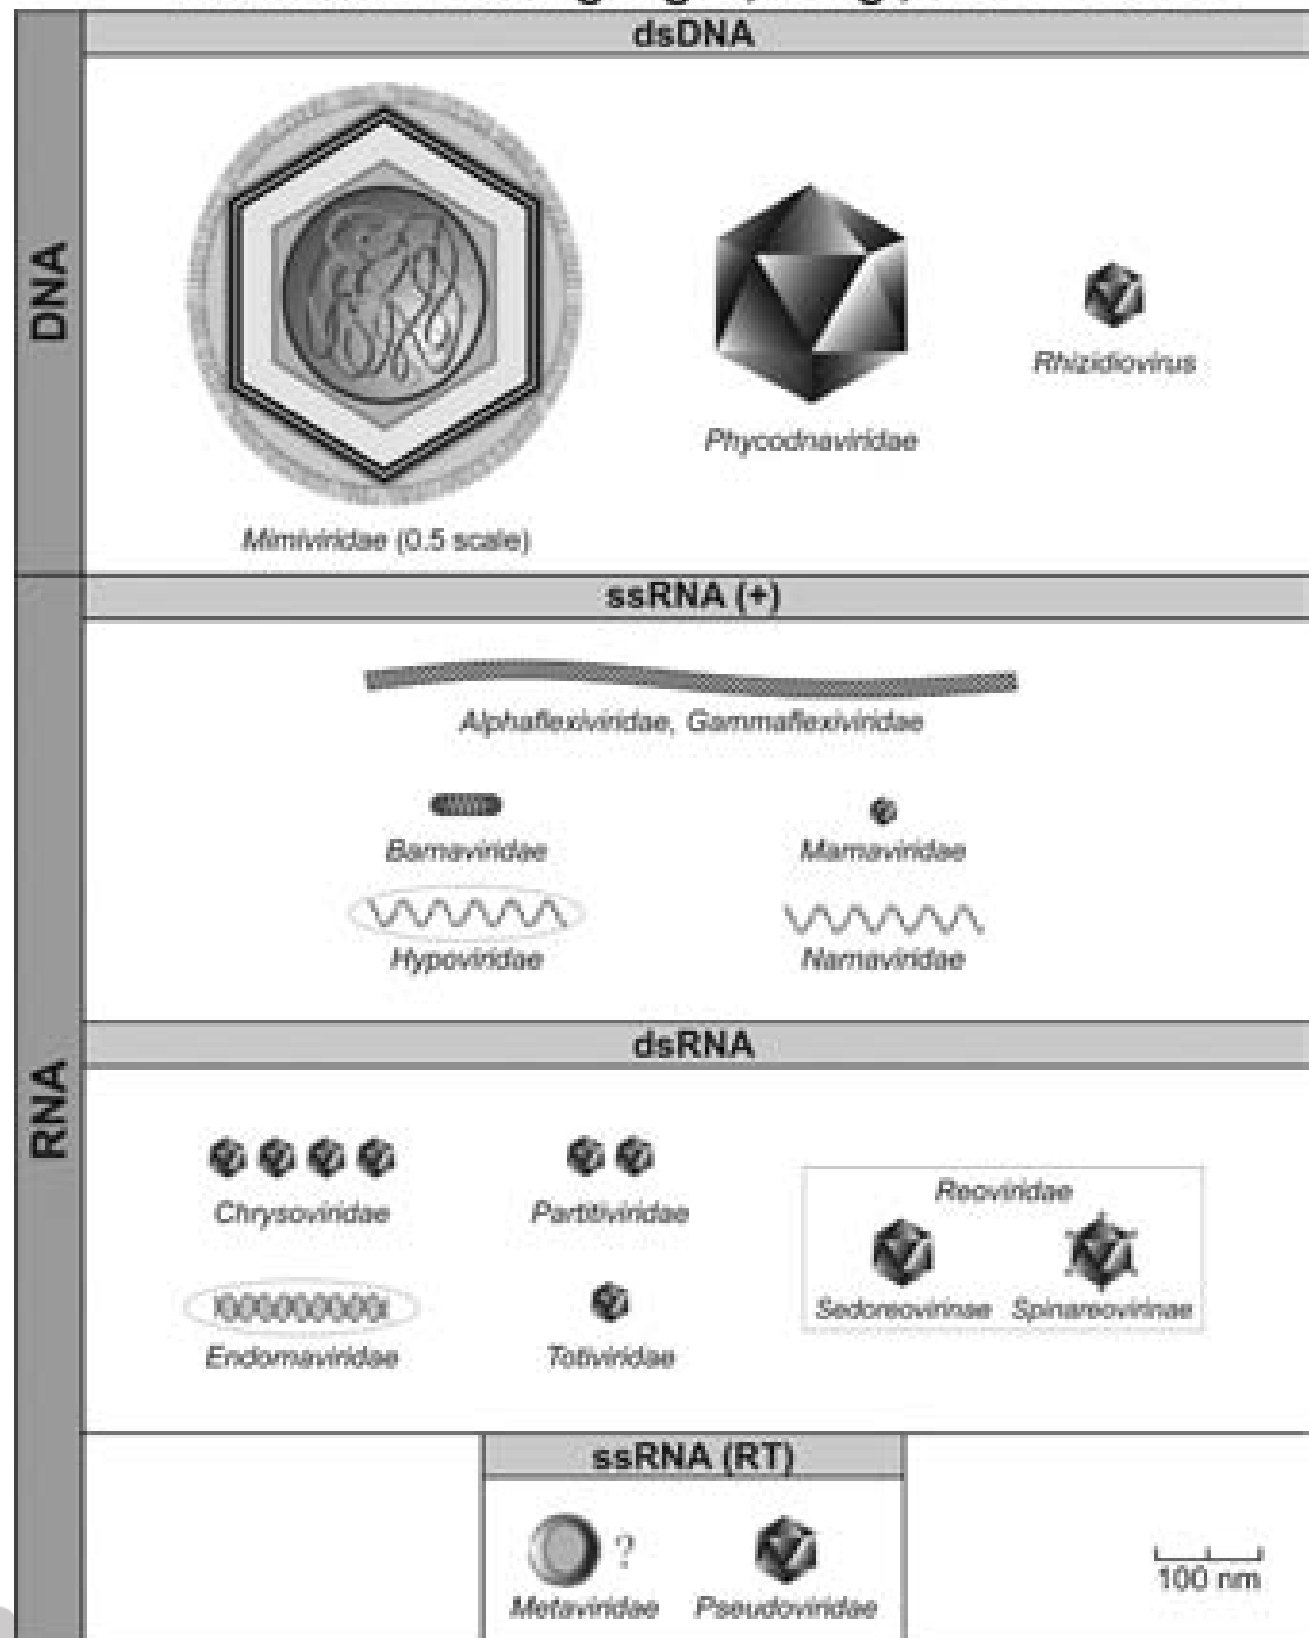 dsDNA
DNA
Rhizidiovirus
Phycodnaviridae
Mimiviridae (0.5 scale)
ssRNA (+)
RNA
Alphaflexiviridae, Gammaflexiviridae
Barnaviridae
Marnaviridae
Hypoviridae
Narnaviridae
dsRNA
Chrysoviridae
Partitiviridae
Reoviridae
Sedoreovirinae Spinareovirinae
Endornaviridae
Totiviridae
ssRNA (RT)
?
Metaviridae
Pseudoviridae
100 nm